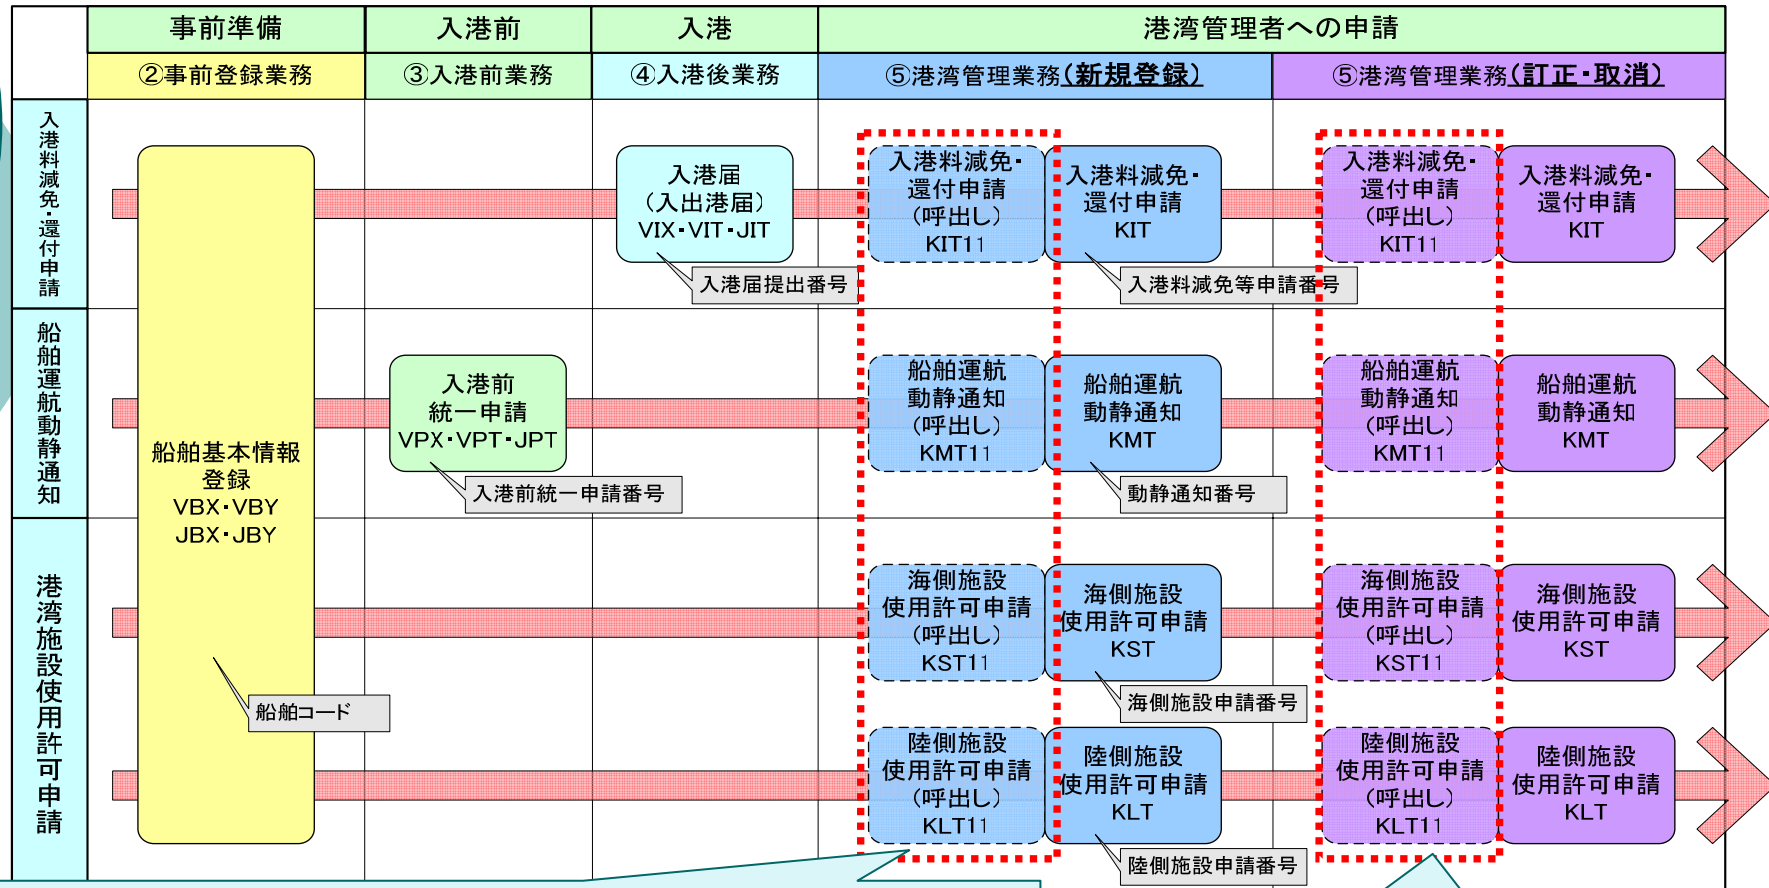 事前準備
入港前
入港
港湾管理者への申請
②事前登録業務
③入港前業務
④入港後業務
⑤港湾管理業務(新規登録)
⑤港湾管理業務(訂正・取消)
入港料減免・還付申請
入港届
(入出港届)
VIX・VIT・JIT
入港届提出番号
入港料減免・
還付申請
(呼出し)
KIT11
入港料減免・
還付申請
KIT
入港料減免等申請番号
入港料減免・
還付申請
(呼出し)
KIT11
入港料減免・
還付申請
KIT
船舶運航動静通知
船舶基本情報
登録
VBX・VBY
JBX・JBY
船舶コード
入港前
統一申請
VPX・VPT・JPT
入港前統一申請番号
船舶運航
動静通知
(呼出し)
KMT11
船舶運航
動静通知
KMT
動静通知番号
船舶運航
動静通知
(呼出し)
KMT11
船舶運航
動静通知
KMT
港湾施設使用許可申請
海側施設
使用許可申請
(呼出し)
KST11
海側施設
使用許可申請
KST
海側施設申請番号
海側施設
使用許可申請
(呼出し)
KST11
海側施設
使用許可申請
KST
陸側施設
使用許可申請
(呼出し)
KLT11
陸側施設
使用許可申請
KLT
陸側施設申請番号
陸側施設
使用許可申請
(呼出し)
KLT11
陸側施設
使用許可申請
KLT